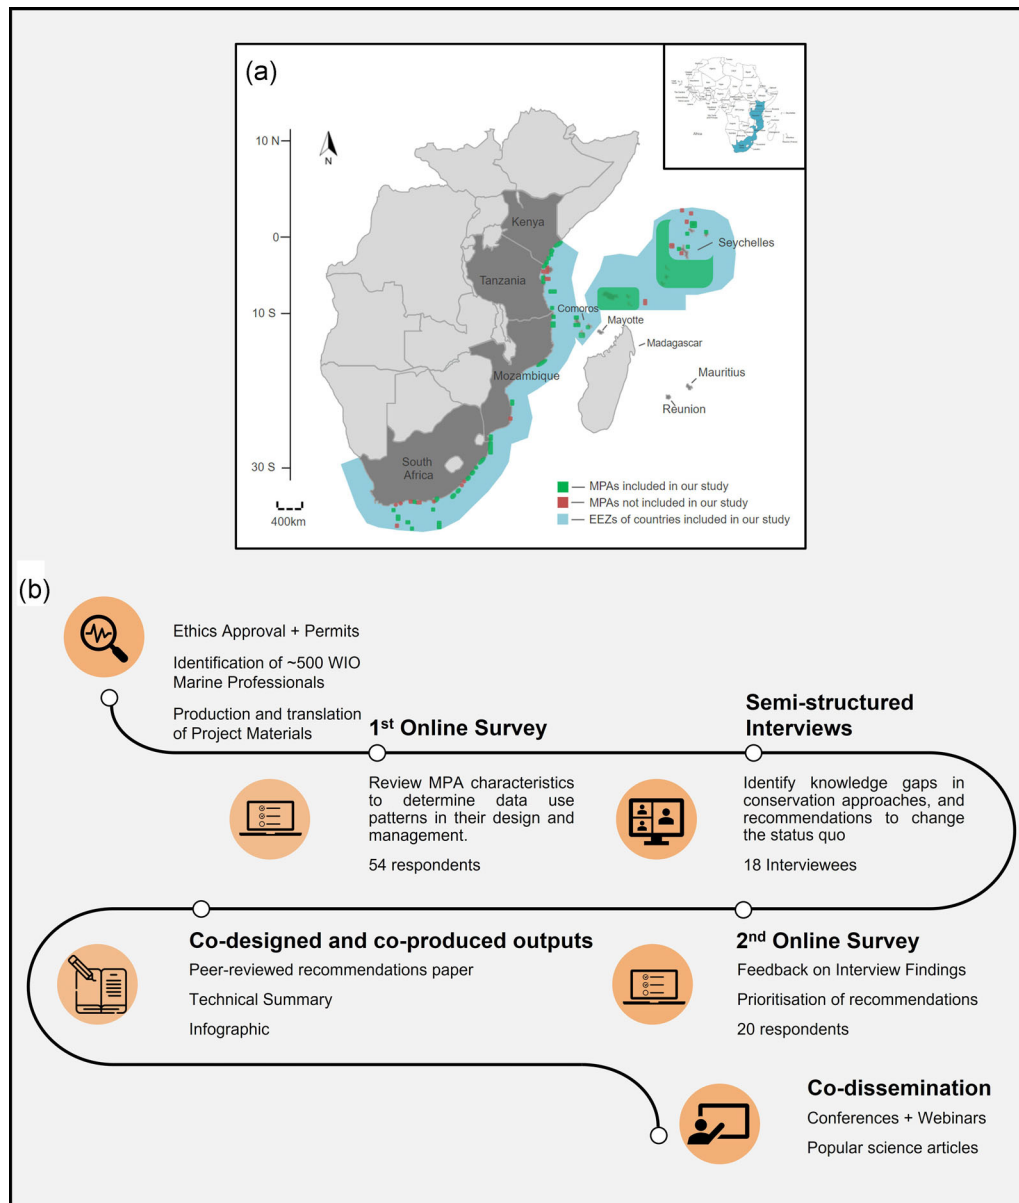 (a)
10 N
N
0
10 S
30 S
400km
Kenya
Tanzania
Seychelles
Comoros
Mayotte
Madagascar
Mozambique
Mauritius
Reunion
South
Africa
MPAs included in our study
MPAs not included in our study
EEZs of countries included in our study
(b)
Ethics Approval + Permits
Identification of ~500 WIO
Marine Professionals
Production and translation
of Project Materials
1st Online Survey
Review MPA characteristics
to determine data use
patterns in their design and
management.
54 respondents
Semi-structured
Interviews
Identify knowledge gaps in
conservation approaches, and
recommendations to change
the status quo
18 Interviewees
Co-designed and co-produced outputs
Peer-reviewed recommendations paper
Technical Summary
Infographic
2nd Online Survey
Feedback on Interview Findings
Prioritisation of recommendations
20 respondents
Co-dissemination
Conferences + Webinars
Popular science articles